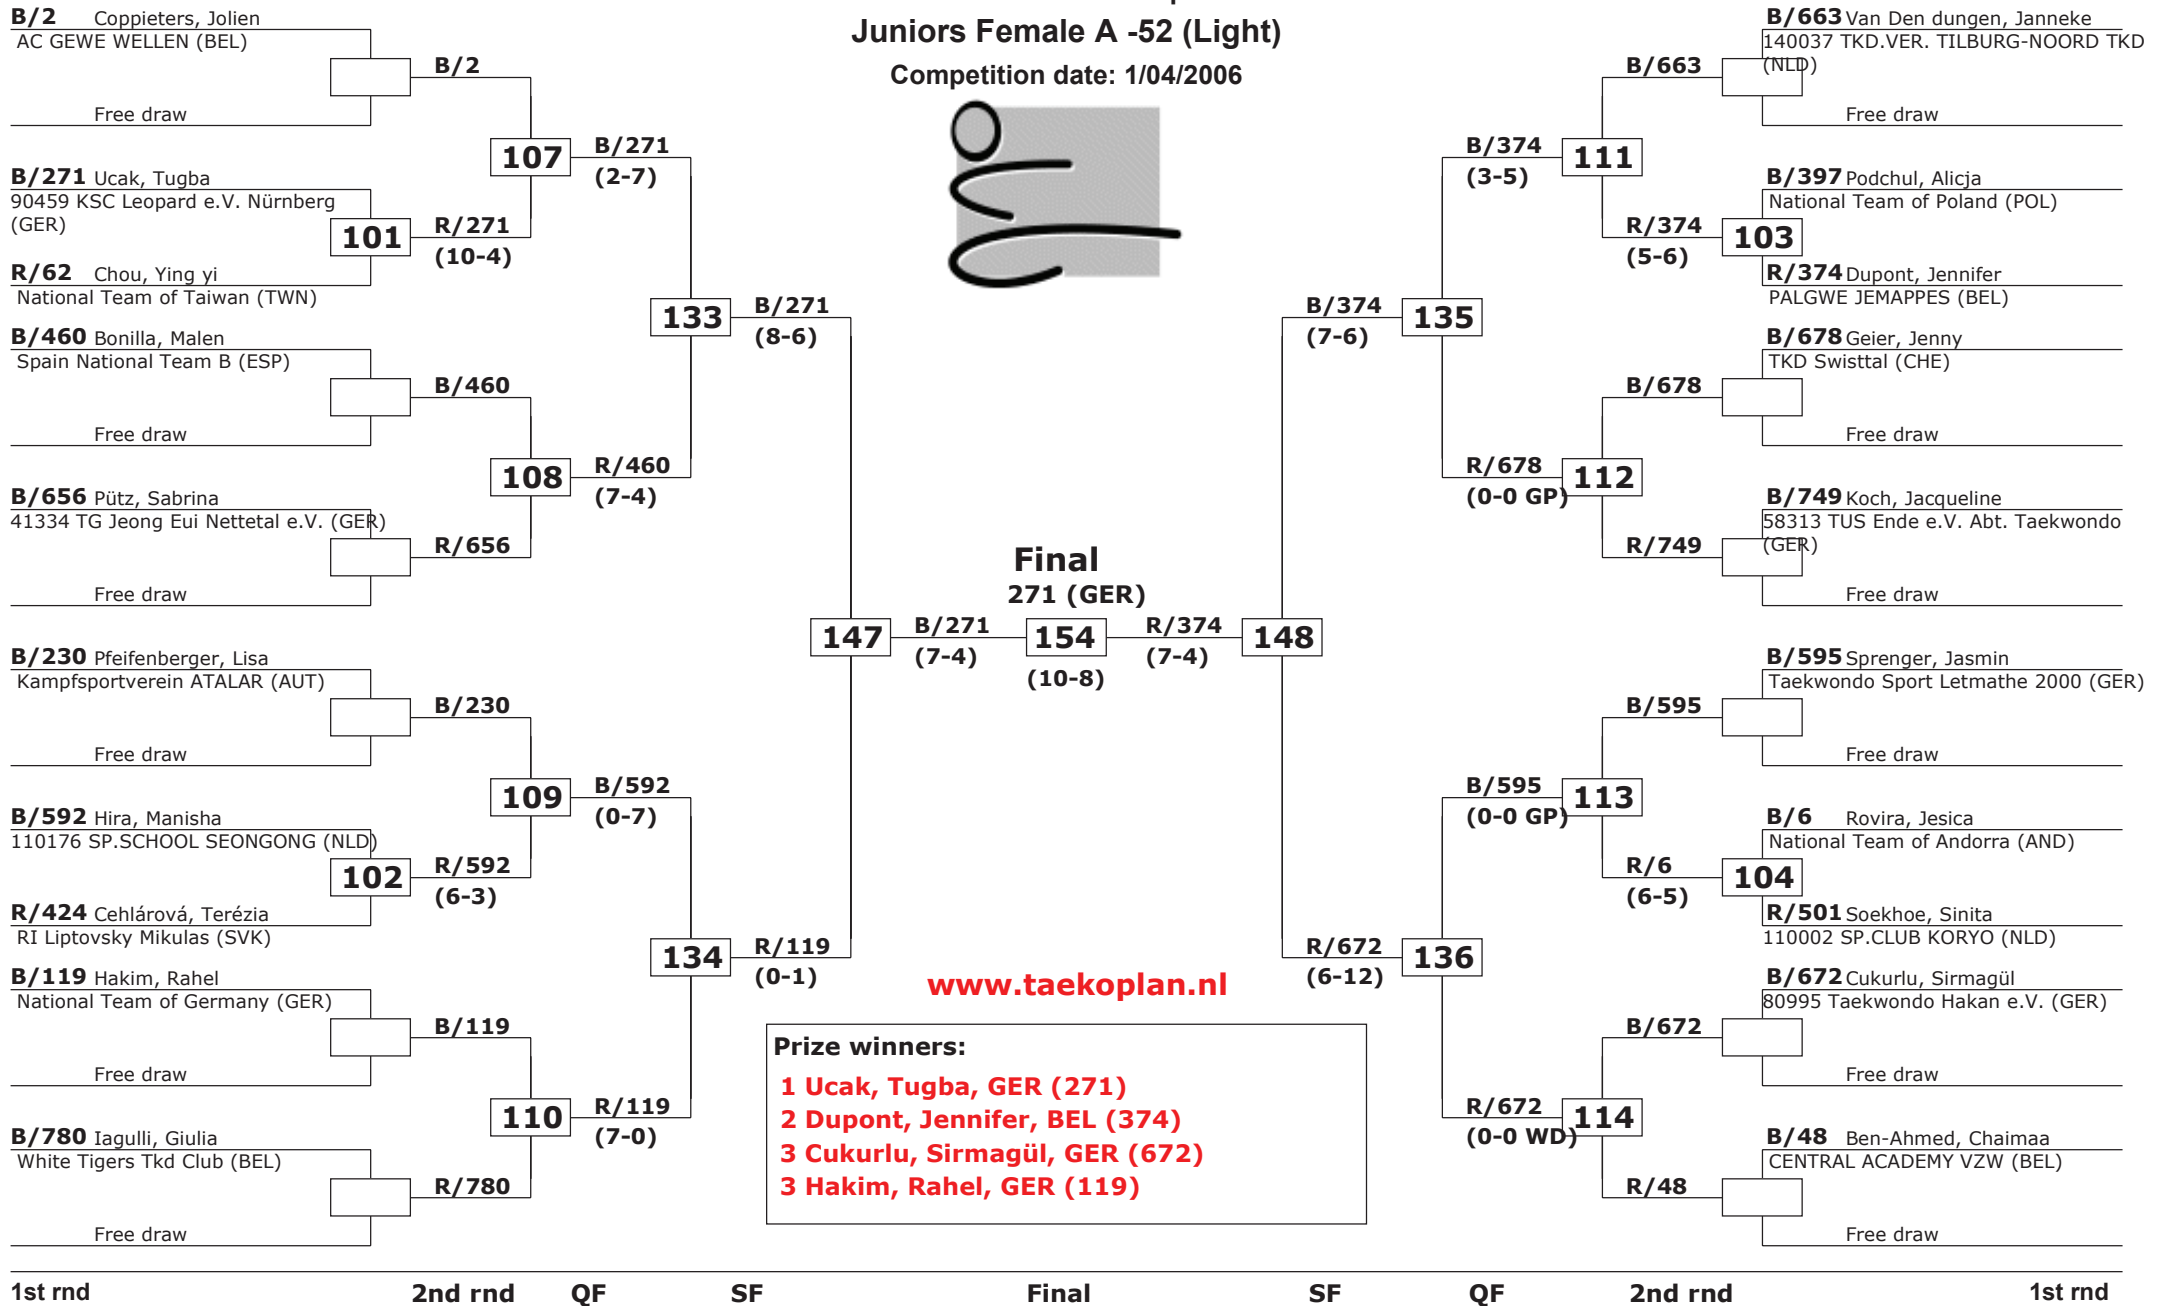 Juniors Female A -52 (Light)
Competition date: 1/04/2006
B/2 Coppieters, Jolien
AC GEWE WELLEN (BEL)
Free draw
B/2
B/271 Ucak, Tugba
90459 KSC Leopard e.V. Nürnberg
(GER)
R/62 Chou, Ying yi
National Team of Taiwan (TWN)
101
R/271
(10-4)
107
B/271
(2-7)
B/460 Bonilla, Malen
Spain National Team B (ESP)
Free draw
B/460
B/656 Pütz, Sabrina
41334 TG Jeong Eui Nettetal e.V. (GER)
Free draw
R/656
108
R/460
(7-4)
133
B/271
(8-6)
B/230 Pfeifenberger, Lisa
Kampfsportverein ATALAR (AUT)
Free draw
B/230
B/592 Hira, Manisha
110176 SP.SCHOOL SEONGONG (NLD)
R/424 Cehlárová, Terézia
RI Liptovsky Mikulas (SVK)
102
R/592
(6-3)
109
B/592
(0-7)
B/119 Hakim, Rahel
National Team of Germany (GER)
Free draw
B/119
B/780 Iagulli, Giulia
White Tigers Tkd Club (BEL)
Free draw
R/780
110
R/119
(7-0)
134
R/119
(0-1)
147
B/271
(7-4)
Final
271 (GER)
154
(10-8)
R/374
(7-4)
148
B/374
(7-6)
135
B/374
(3-5)
111
B/663
B/663 Van Den dungen, Janneke
140037 TKD.VER. TILBURG-NOORD TKD
(NLD)
Free draw
R/374
(5-6)
103
B/397 Podchul, Alicja
National Team of Poland (POL)
R/374 Dupont, Jennifer
PALGWE JEMAPPES (BEL)
R/678
(0-0 GP)
112
B/678
B/678 Geier, Jenny
TKD Swisttal (CHE)
Free draw
R/749
B/749 Koch, Jacqueline
58313 TUS Ende e.V. Abt. Taekwondo
(GER)
Free draw
R/672
(6-12)
136
B/595
(0-0 GP)
113
B/595
B/595 Sprenger, Jasmin
Taekwondo Sport Letmathe 2000 (GER)
Free draw
R/6
(6-5)
104
B/6 Rovira, Jesica
National Team of Andorra (AND)
R/501 Soekhoe, Sinita
110002 SP.CLUB KORYO (NLD)
R/672
(0-0 WD)
114
B/672
B/672 Cukurlu, Sirmagül
80995 Taekwondo Hakan e.V. (GER)
Free draw
R/48
B/48 Ben-Ahmed, Chaimaa
CENTRAL ACADEMY VZW (BEL)
Free draw
www.taekoplan.nl
Prize winners:
1 Ucak, Tugba, GER (271)
2 Dupont, Jennifer, BEL (374)
3 Cukurlu, Sirmagül, GER (672)
3 Hakim, Rahel, GER (119)
1st rnd 2nd rnd QF SF Final SF QF 2nd rnd 1st rnd